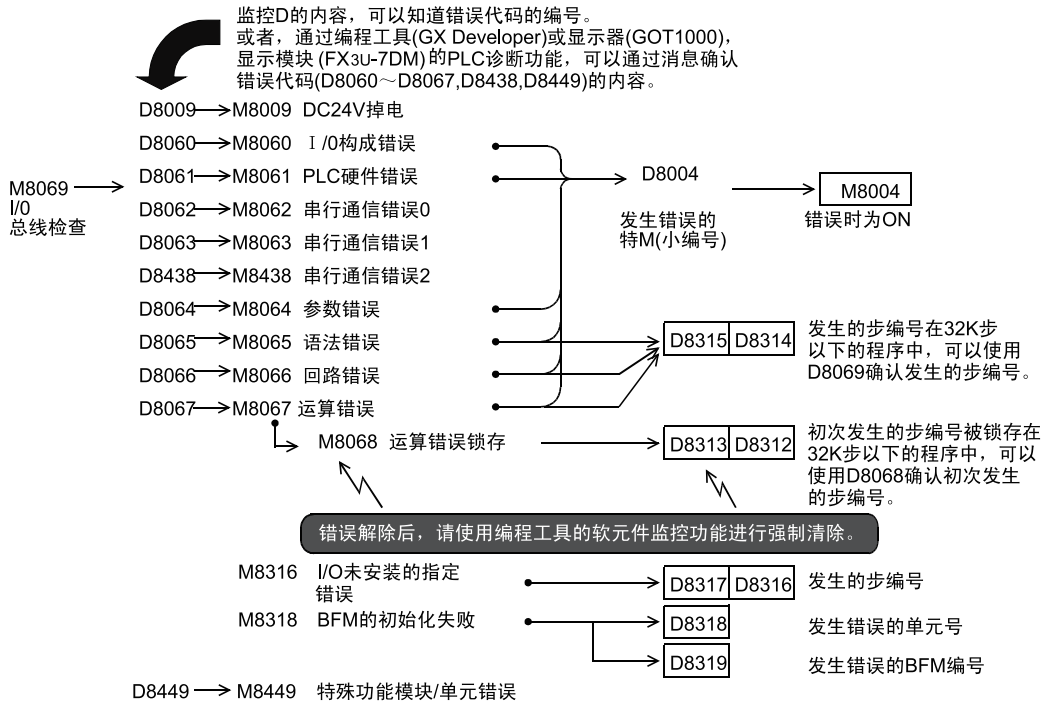 监控D的内容，可以知道错误代码的编号。
或者，通过编程工具(GX Developer)或显示器(GOT1000),
显示模块 (FX3U-7DM) 的PLC诊断功能，可以通过消息确认
错误代码(D8060～D8067,D8438,D8449)的内容。
D8009 M8009 DC24V掉电
D8060 M8060 Ⅰ/0构成错误
D8061 M8061 PLC硬件错误
D8062 M8062 串行通信错误0
D8063 M8063 串行通信错误1
D8438 M8438 串行通信错误2
D8064 M8064 参数错误
D8065 M8065 语法错误
D8066 M8066 回路错误
D8067 M8067 运算错误
M8069
I/0
总线检查
D8004
发生错误的
特M(小编号)
M8004
错误时为ON
D8315 D8314
发生的步编号在32K步
以下的程序中，可以使用
D8069确认发生的步编号。
M8068 运算错误锁存
D8313 D8312
初次发生的步编号被锁存在
32K步以下的程序中，可以
使用D8068确认初次发生
的步编号。
错误解除后，请使用编程工具的软元件监控功能进行强制清除。
M8316 I/O未安装的指定
错误
D8317 D8316 发生的步编号
M8318 BFM的初始化失败
D8318 发生错误的单元号
D8319 发生错误的BFM编号
D8449 M8449 特殊功能模块/单元错误